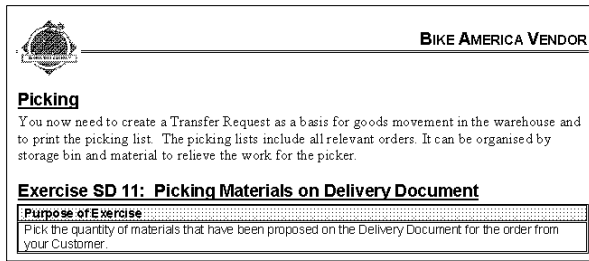 BIKE AMERICA VENDOR
Picking
You now need to create a Transfer Request as a basis for goods movement in the warehouse and
to print the picking list. The picking lists include all relevant orders. It can be organised by
storage bin and material to relieve the work for the picker.
Exercise SD 11: Picking Materials on Delivery Document
Purpose of Exercise
Pick the quantity of materials that have been proposed on the Delivery Document for the order from
your Customer.